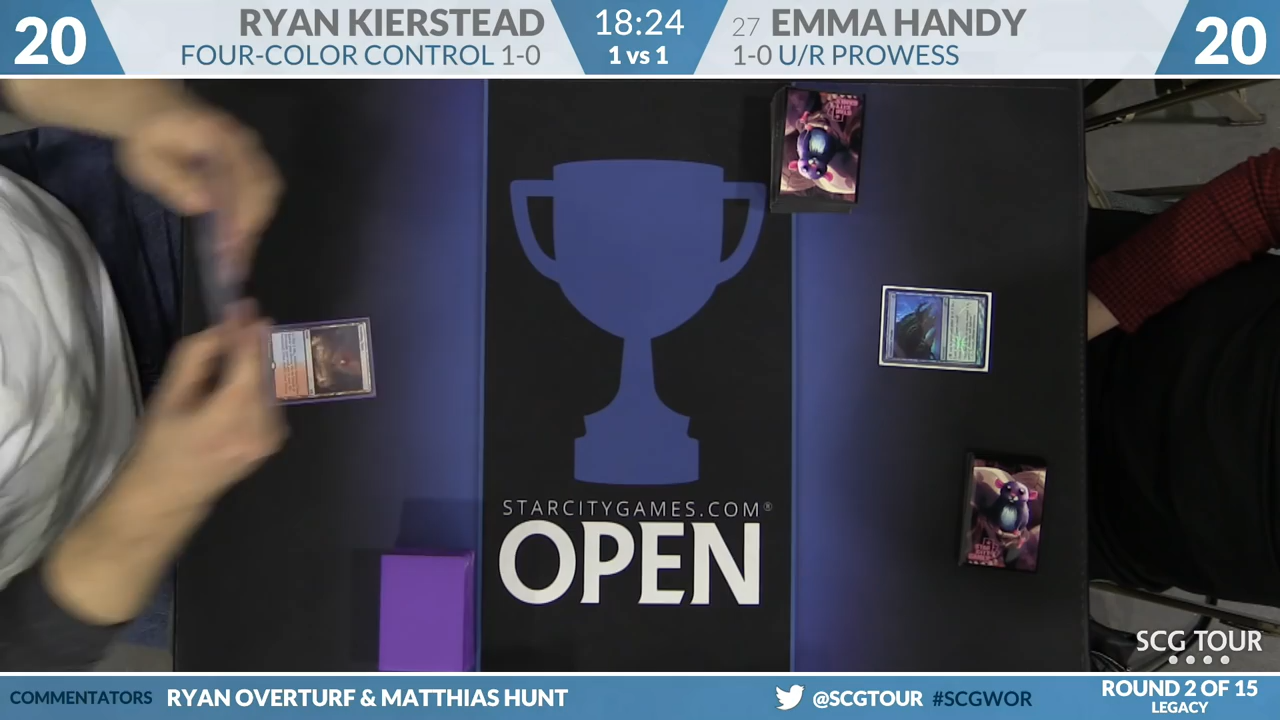 20
RYAN KIERSTEAD
FOUR-COLOR CONTROL 1-0
18:24
1 vs 1
27 EMMA HANDY
1-0 U/R PROWESS
20
STARCITYGAMES.COM®
OPEN
SCG TOUR
COMMENTATORS RYAN OVERTURF & MATTHIAS HUNT
@SCGTOUR #SCGWOR
ROUND 2 OF 15
LEGACY